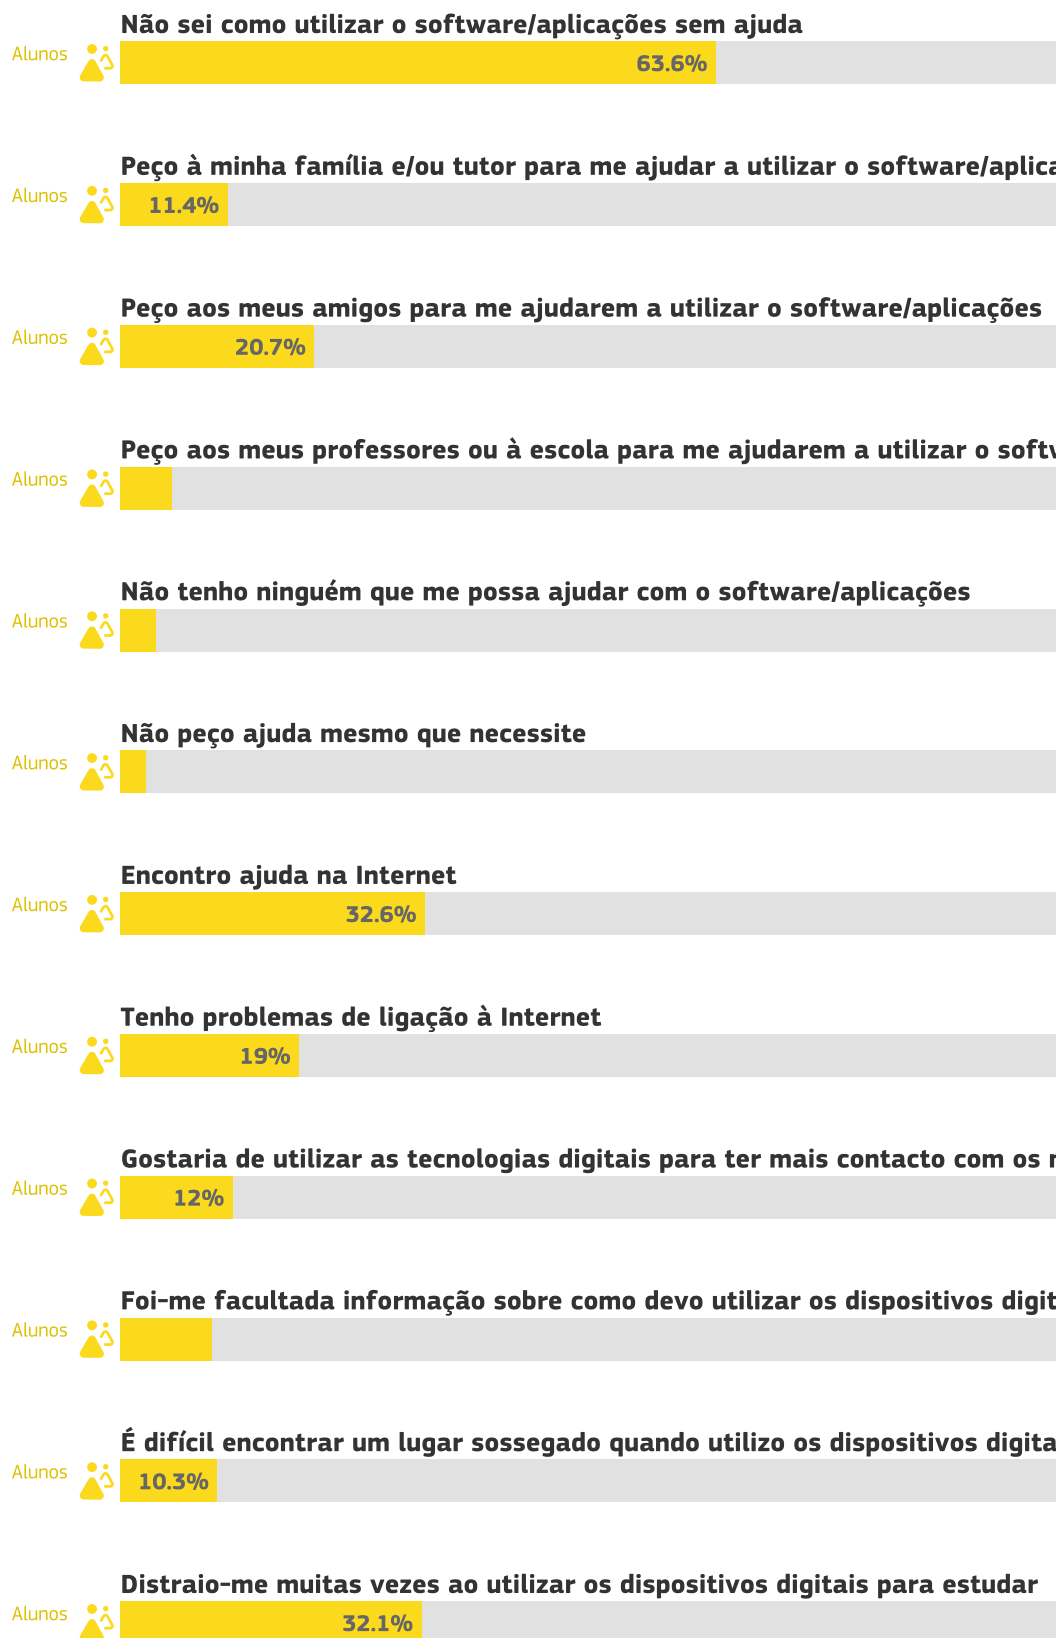 Não sei como utilizar o software/aplicações sem ajuda
Alunos
63.6%
Peço à minha família e/ou tutor para me ajudar a utilizar o software/aplica
Alunos
11.4%
Peço aos meus amigos para me ajudarem a utilizar o software/aplicações
Alunos
20.7%
Peço aos meus professores ou à escola para me ajudarem a utilizar o soft
Alunos
Não tenho ninguém que me possa ajudar com o software/aplicações
Alunos
Não peço ajuda mesmo que necessite
Alunos
Encontro ajuda na Internet
Alunos
32.6%
Tenho problemas de ligação à Internet
Alunos
19%
Gostaria de utilizar as tecnologias digitais para ter mais contacto com os
Alunos
12%
Foi-me facultada informação sobre como devo utilizar os dispositivos digit
Alunos
É difícil encontrar um lugar sossegado quando utilizo os dispositivos digita
Alunos
10.3%
Distraio-me muitas vezes ao utilizar os dispositivos digitais para estudar
Alunos
32.1%